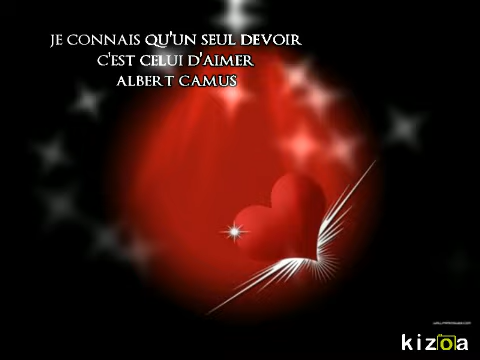 JE CONNAIS QU'UN SEUL DEVOIR
C'EST CELUI D'AIMER
ALBERT CAMUS
kizoa